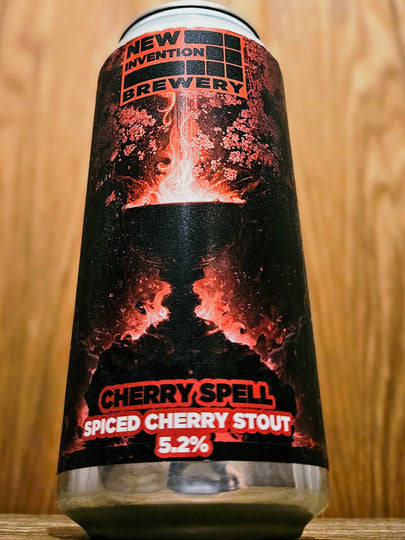 NEW
INVENTION
BREWERY
CHERRY SPELL
SPICED CHERRY STOUT
5.2%